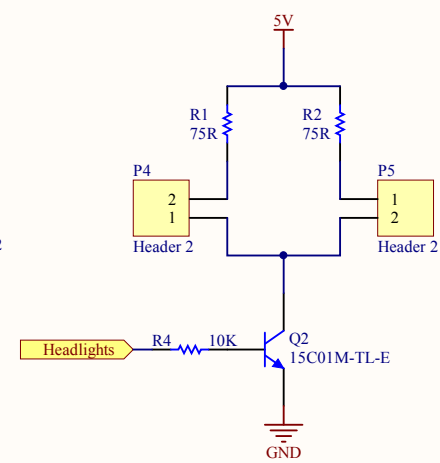 5V
R1
75R
R2
75R
P4
2
1
Header 2
P5
1
2
Header 2
2
Headlights
R4
10K
Q2
15C01M-TL-E
GND